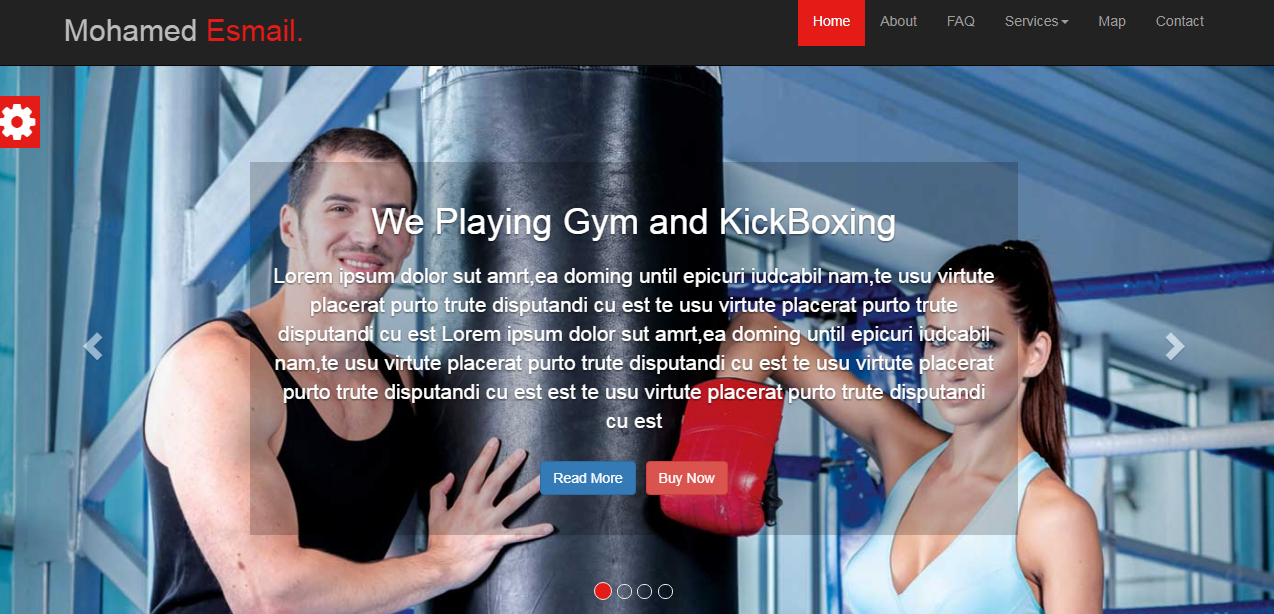 Mohamed Esmail.
Home About FAQ Services Map Contact
We Playing Gym and KickBoxing
Lorem ipsum dolor sut amrt,ea doming until epicuri iudcabil nam,te usu virtute
placerat purto trute disputandi cu est te usu virtute placerat purto trute
disputandi cu est Lorem ipsum dolor sut amrt,ea doming until epicuri iudcabil
nam,te usu virtute placerat purto trute disputandi cu est te usu virtute placerat
purto trute disputandi cu est est te usu virtute placerat purto trute disputandi
cu est
Read More Buy Now